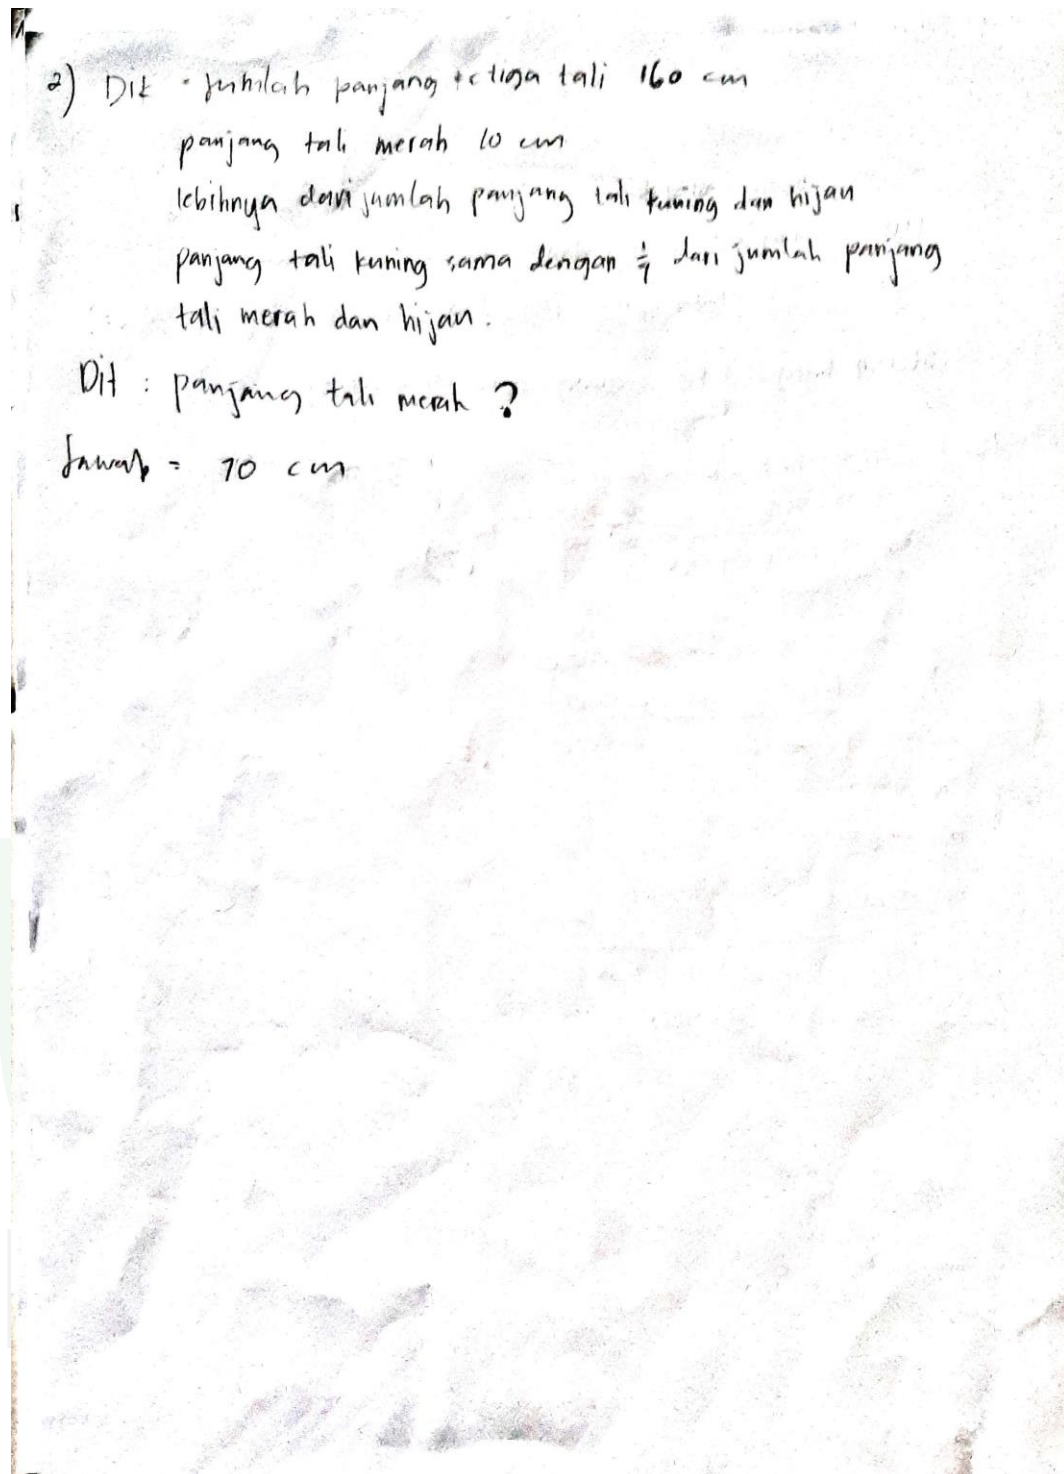 2) Dik · Jumlah panjang ketiga tali 160 cm
panjang tali merah 10 cm
lebihnya dari jumlah panjang tali kuning dan hijau
panjang tali kuning sama dengan 1/7 dari jumlah panjang
tali merah dan hijau.
Dit : panjang tali merah ?
Jawab = 70 cm